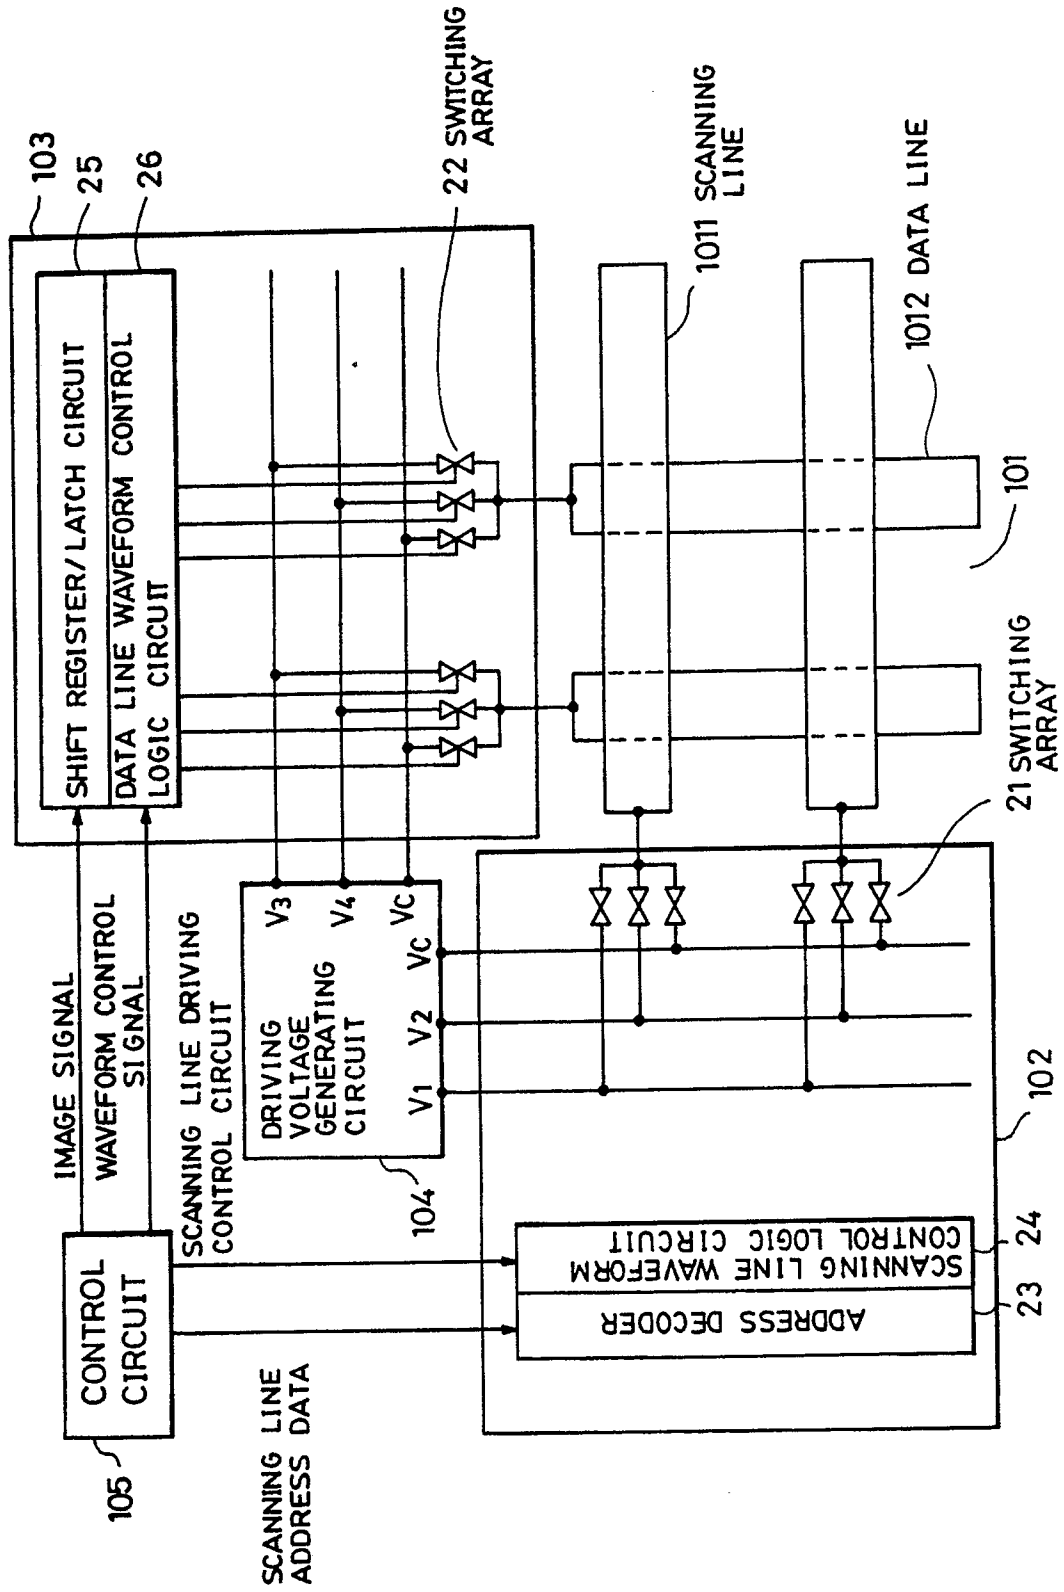 105
CONTROL
CIRCUIT
IMAGE SIGNAL
WAVEFORM CONTROL
SIGNAL
SCANNING LINE DRIVING
CONTROL CIRCUIT
SCANNING LINE
ADDRESS DATA
103
25
26
SHIFT REGISTER/LATCH CIRCUIT
DATA LINE WAVEFORM CONTROL
LOGIC CIRCUIT
22 SWITCHING
ARRAY
104
DRIVING
VOLTAGE
GENERATING
CIRCUIT
V3
V4
VC
V1
V2
VC
1011 SCANNING
LINE
1012 DATA LINE
101
21 SWITCHING
ARRAY
102
ADDRESS DECODER
SCANNING LINE WAVEFORM
CONTROL LOGIC CIRCUIT
23
24